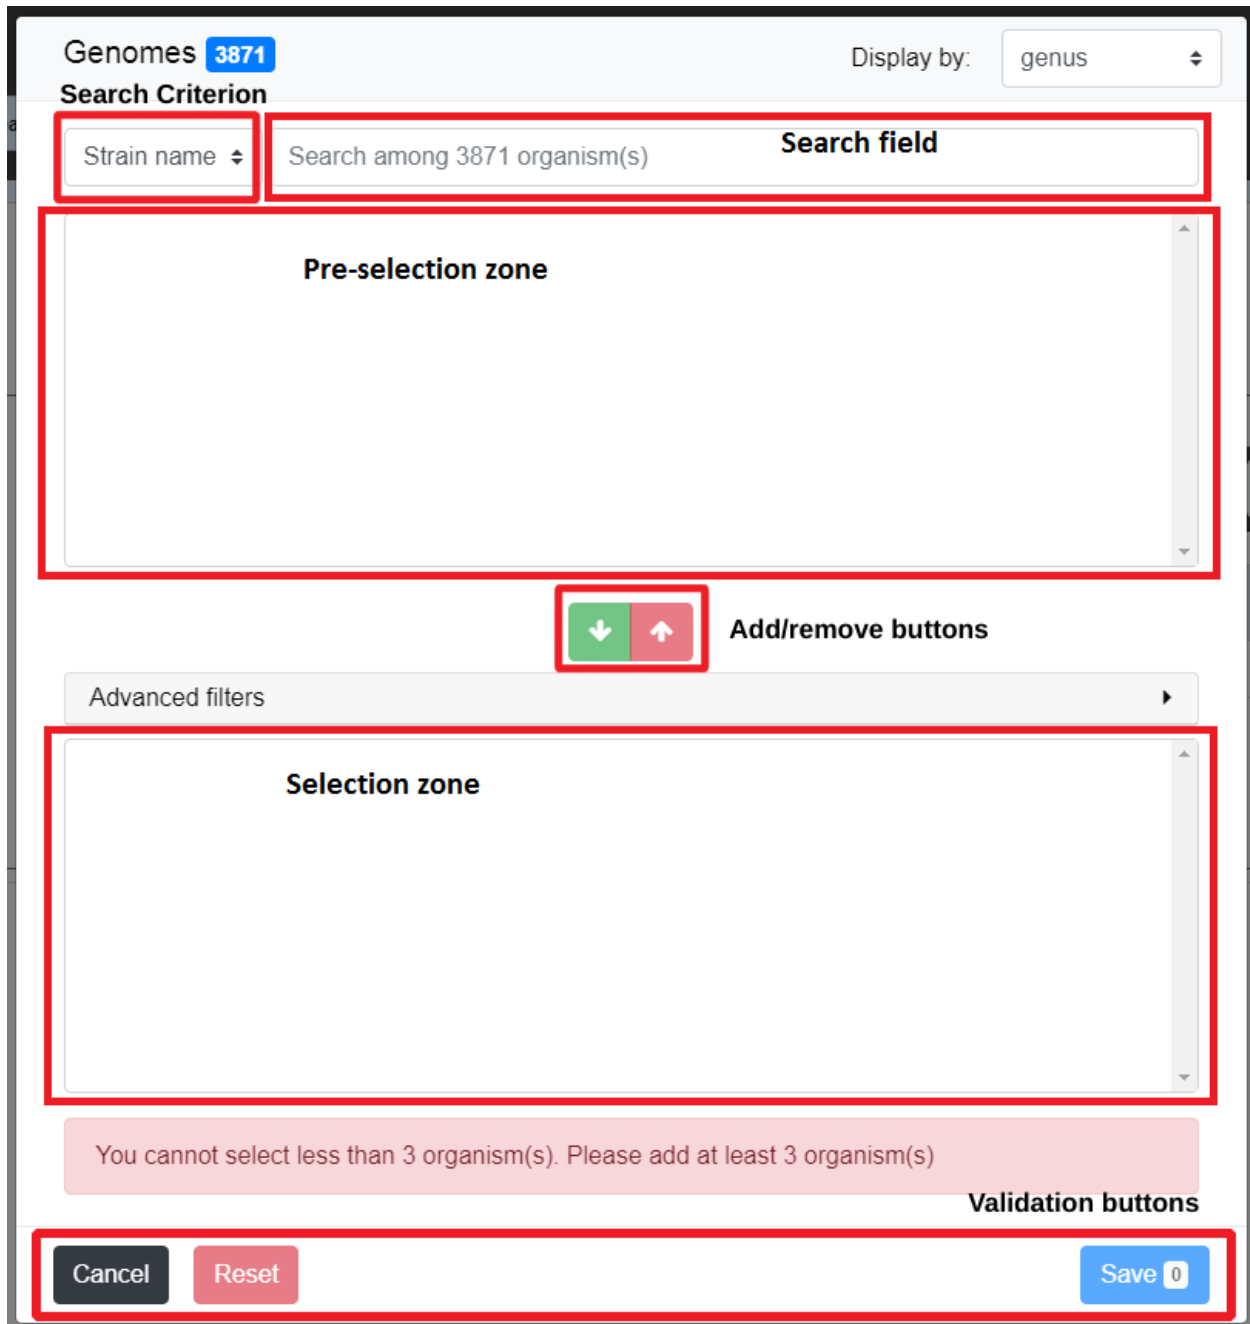 Genomes 3871
Display by: genus
Search Criterion
Strain name
Search among 3871 organism(s)
Search field
Pre-selection zone
Add/remove buttons
Advanced filters
Selection zone
You cannot select less than 3 organism(s). Please add at least 3 organism(s)
Validation buttons
Cancel Reset Save 0